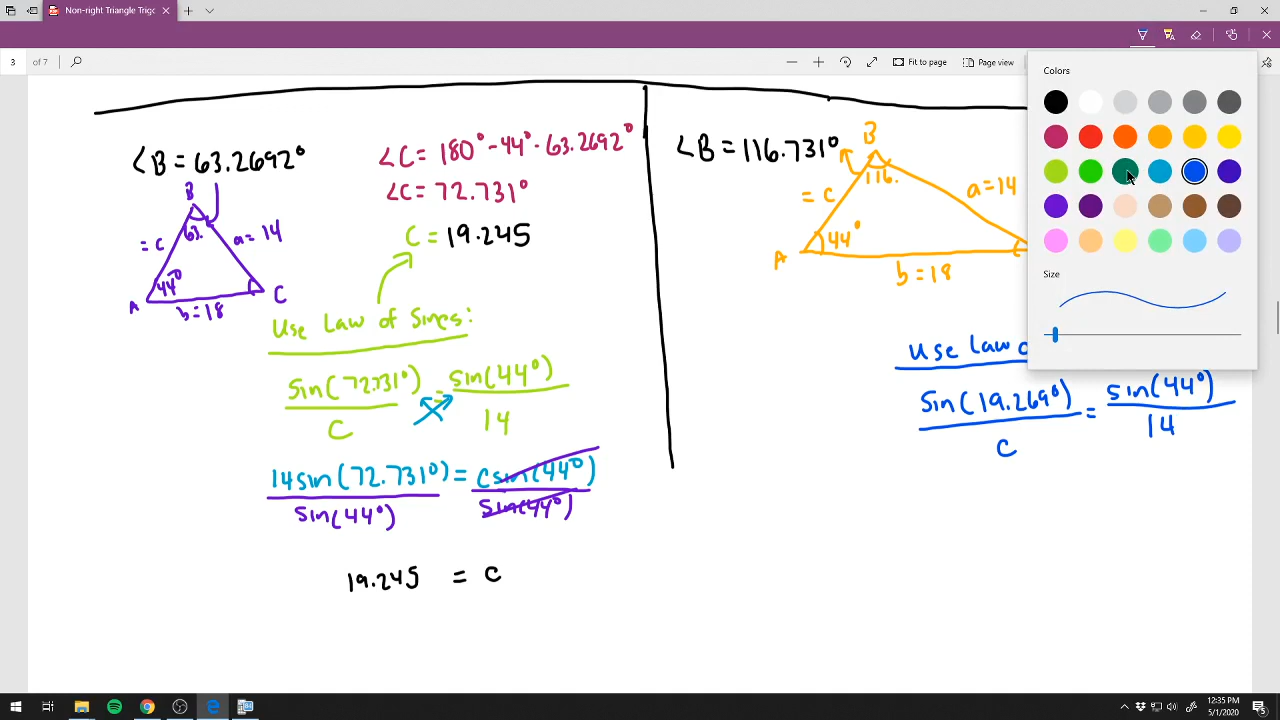 Non-right Triangle Trigo
3 of 7
Fit to page
Page view
∠B = 63.2692°
B
63.
= c
a = 14
44°
A
b = 18
C
∠C = 180° - 44° - 63.2692°
∠C = 72.731°
C = 19.245
Use Law of Sines:
sin(72.731°) = sin(44°)
C 14
14sin(72.731°) = csin(44°)
sin(44°) sin(44°)
19.245 = c
∠B = 116.731°
B
116.
= c
a = 14
44°
A
b = 18
Use Law
Sin(19.269°) = sin(44°)
C 14
Colors
Size
12:35 PM
5/1/2020